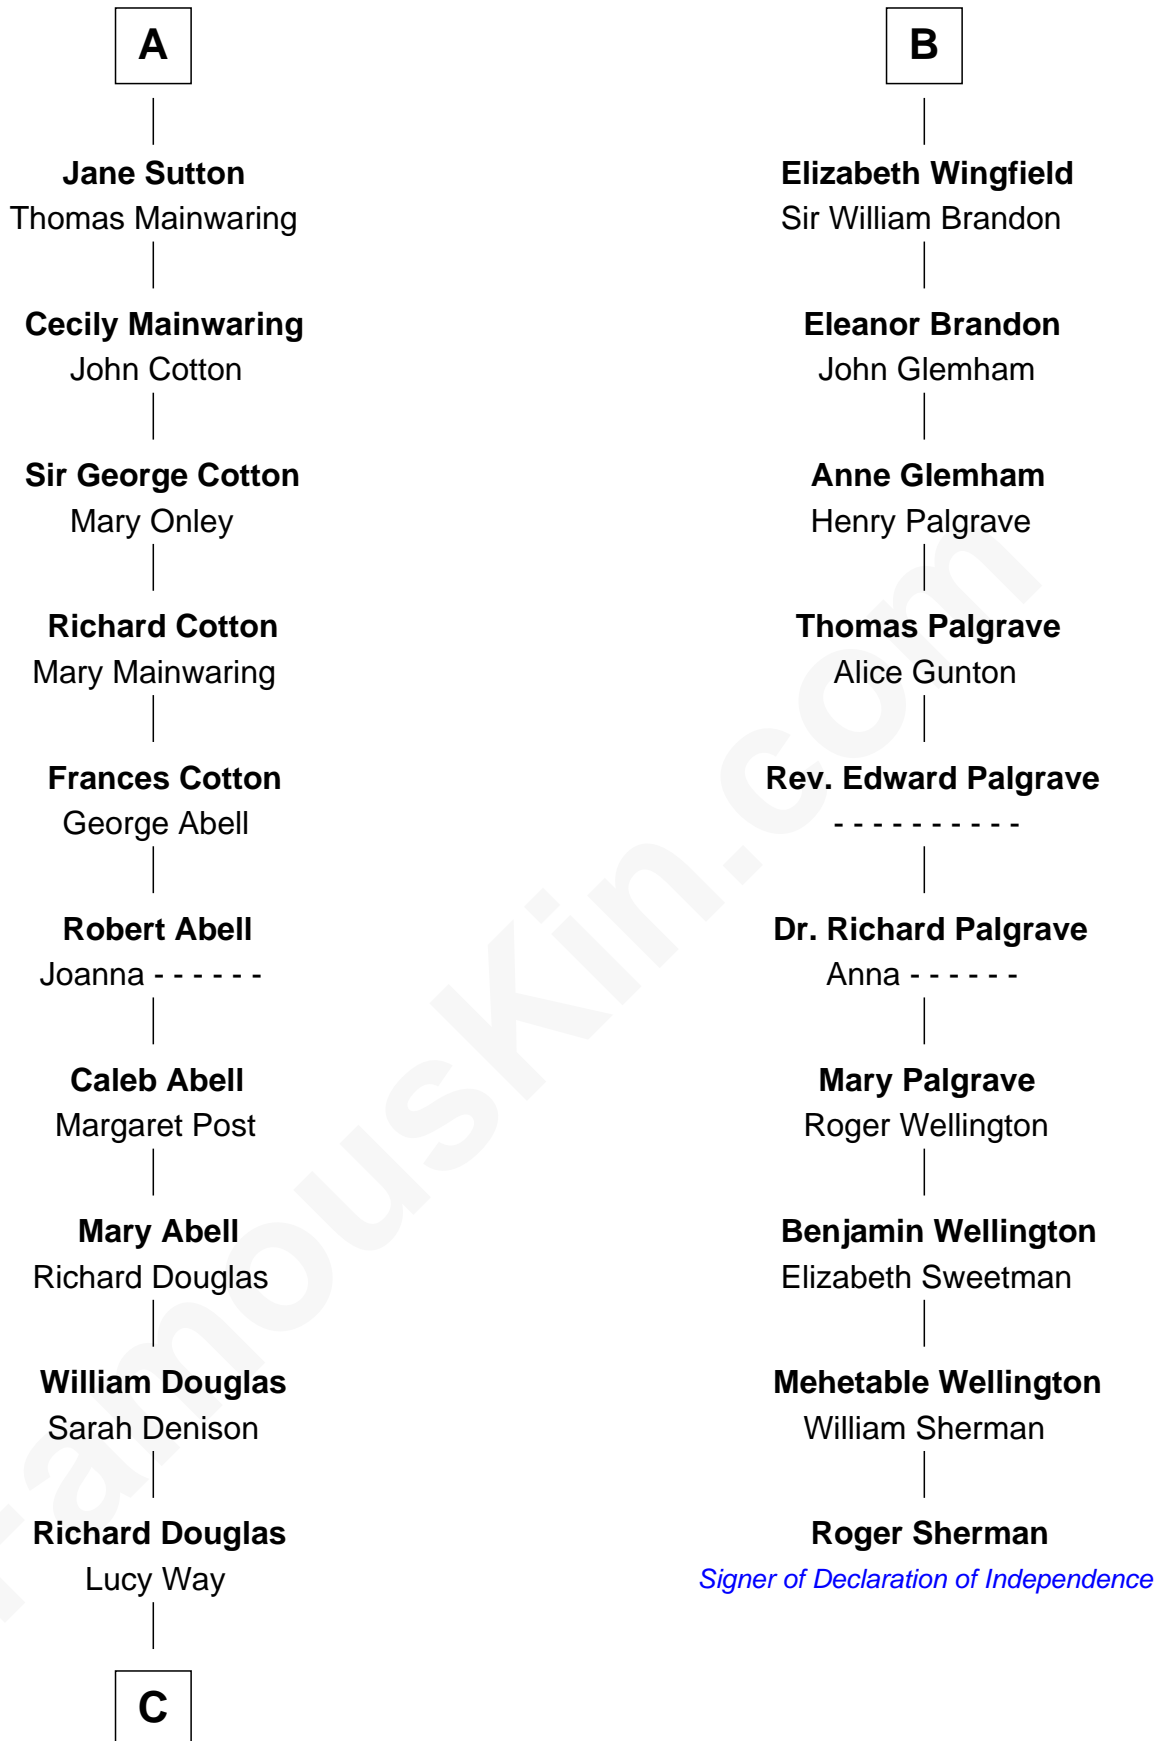 A
Jane Sutton
Thomas Mainwaring
Cecily Mainwaring
John Cotton
Sir George Cotton
Mary Onley
Richard Cotton
Mary Mainwaring
Frances Cotton
George Abell
Robert Abell
Joanna - - - - - -
Caleb Abell
Margaret Post
Mary Abell
Richard Douglas
William Douglas
Sarah Denison
Richard Douglas
Lucy Way
C
B
Elizabeth Wingfield
Sir William Brandon
Eleanor Brandon
John Glemham
Anne Glemham
Henry Palgrave
Thomas Palgrave
Alice Gunton
Rev. Edward Palgrave
- - - - - - - - - -
Dr. Richard Palgrave
Anna - - - - - -
Mary Palgrave
Roger Wellington
Benjamin Wellington
Elizabeth Sweetman
Mehetable Wellington
William Sherman
Roger Sherman
Signer of Declaration of Independence
FamousKin.com